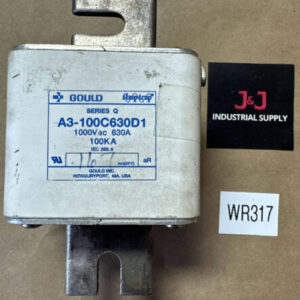 GOULD Amptrap
SERIES Q
A3-100C630D1
1000Vac 630A
100KA
IEC 269.4
aR
GOULD INC.
NEWBURYPORT, MA. USA
J&J
INDUSTRIAL SUPPLY
WR317